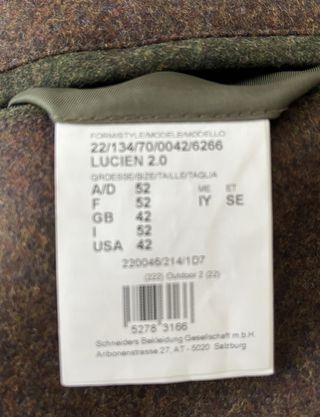 FORM/STYLE/MODELE/MODELLO
22/134/70/0042/6266
LUCIEN 2.0
GROESSE/SIZE/TAILLE/TAGLIA
A/D 52 ME ET
F 52 IY SE
GB 42
I 52
USA 42
230046/214/1D7
(222) Outdoor 2 (22)
5278 3166
Schneiders Bekleidung Gesellschaft m.b.H.
Aribonenstrasse 27, AT - 5020 Salzburg